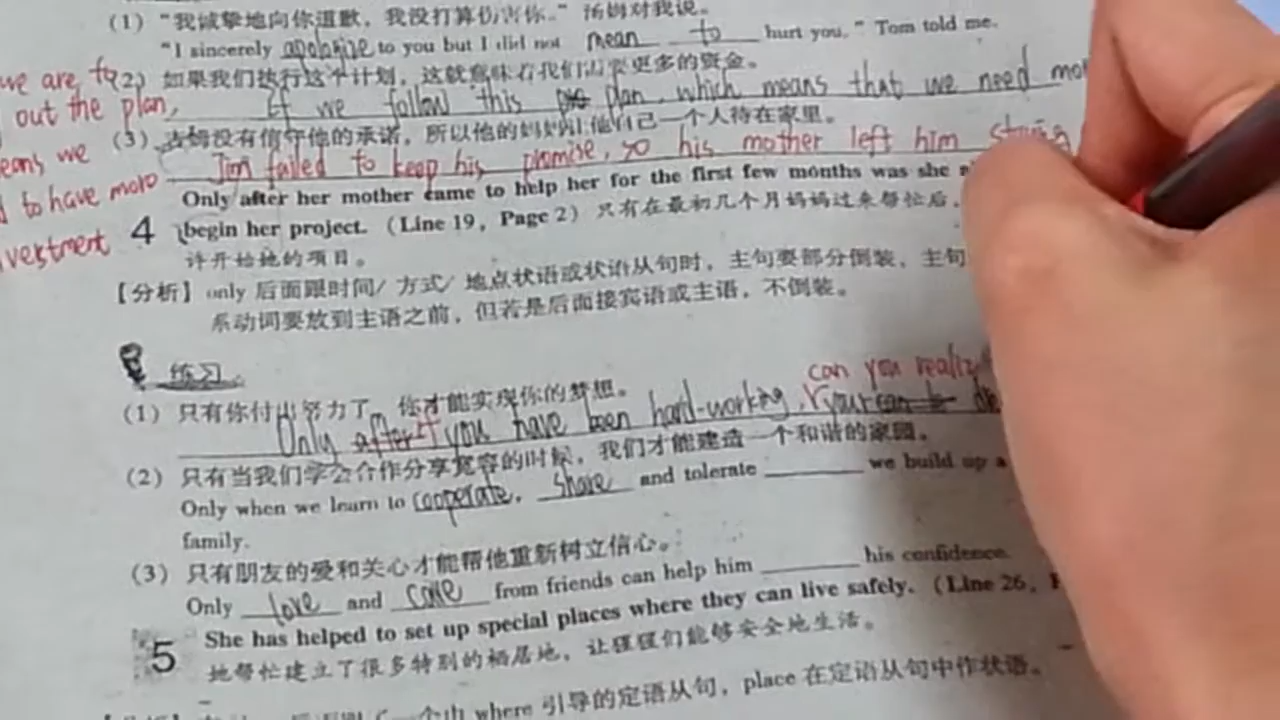 (1) “我诚挚地向你道歉，我没打算伤害你。” 汤姆对我说。
“I sincerely apologize to you but I did not mean to hurt you.” Tom told me.
we are to (2) 如果我们执行这个计划，这就意味着我们需要更多的资金。
out the plan, If we follow this plan, which means that we need
(3) 吉姆没有信守他的承诺，所以他的妈妈让他自己一个人待在家里。
eans we Jim failed to keep his promise, so his mother left him
d to have more Only after her mother came to help her for the first few months was she
vestment 4 begin her project. (Line 19, Page 2) 只有在最初几个月妈妈过来帮忙后，
许开始她的项目。
【分析】 only 后面跟时间/ 方式/ 地点状语或状语从句时，主句要部分倒装，主句
系动词要放到主语之前，但若是后面接宾语或主语，不倒装。
练习
can you realiz
(1) 只有你付出努力了，你才能实现你的梦想。
Only after if you have been hard-working, your can
(2) 只有当我们学会合作分享宽容的时候，我们才能建造一个和谐的家园。
Only when we learn to cooperate, share and tolerate ______ we build up a
family.
(3) 只有朋友的爱和关心才能帮他重新树立信心。
Only love and care from friends can help him ______ his confidence.
5 She has helped to set up special places where they can live safely. (Line 26,
她帮忙建立了很多特别的栖居地，让猩猩们能够安全地生活。
一个由 where 引导的定语从句，place 在定语从句中作状语。